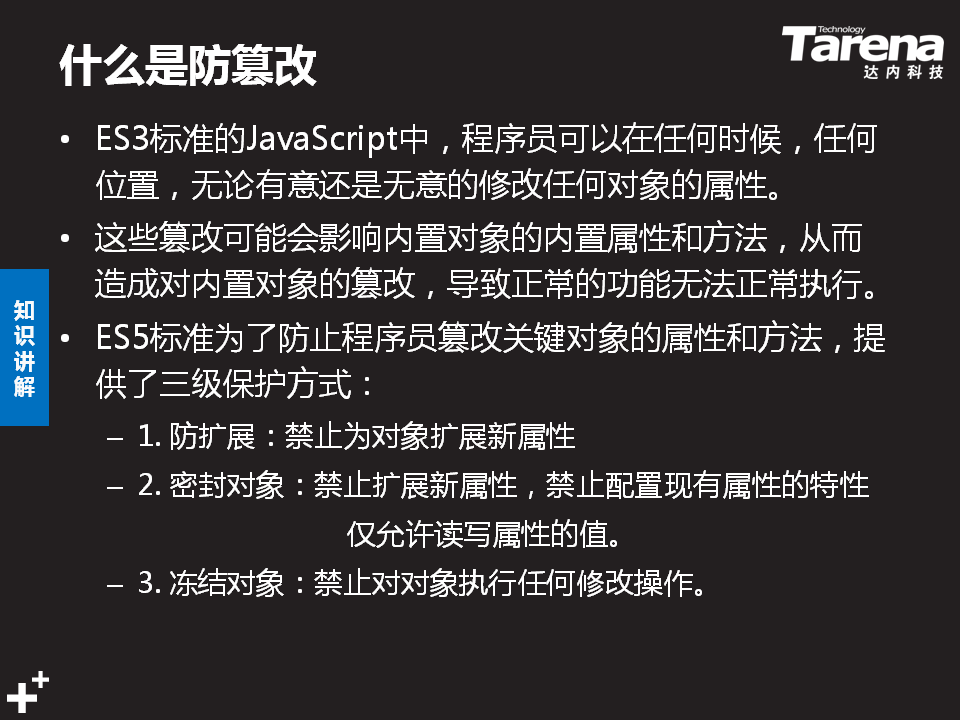 什么是防篡改
Technology
Tarena
达内科技
• ES3标准的JavaScript中，程序员可以在任何时候，任何
位置，无论有意还是无意的修改任何对象的属性。
• 这些篡改可能会影响内置对象的内置属性和方法，从而
造成对内置对象的篡改，导致正常的功能无法正常执行。
知识讲解
• ES5标准为了防止程序员篡改关键对象的属性和方法，提
供了三级保护方式：
– 1. 防扩展：禁止为对象扩展新属性
– 2. 密封对象：禁止扩展新属性，禁止配置现有属性的特性
仅允许读写属性的值。
– 3. 冻结对象：禁止对对象执行任何修改操作。